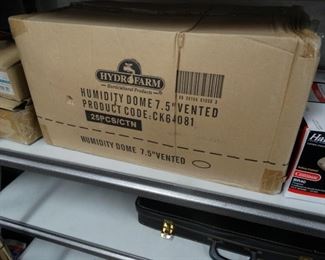 HYDROFARM
Horticultural Products
HUMIDITY DOME 7.5" VENTED
PRODUCT CODE:CK64081
25PCS/CTN
HUMIDITY DOME 7.5" VENTED